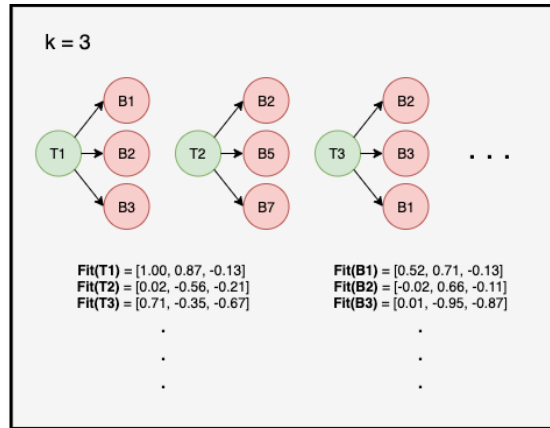 k = 3
B1 B2 B2
T1 B2 T2 B5 T3 B3 . . .
B3 B7 B1
Fit(T1) = [1.00, 0.87, -0.13] Fit(B1) = [0.52, 0.71, -0.13]
Fit(T2) = [0.02, -0.56, -0.21] Fit(B2) = [-0.02, 0.66, -0.11]
Fit(T3) = [0.71, -0.35, -0.67] Fit(B3) = [0.01, -0.95, -0.87]
. .
. .
. .